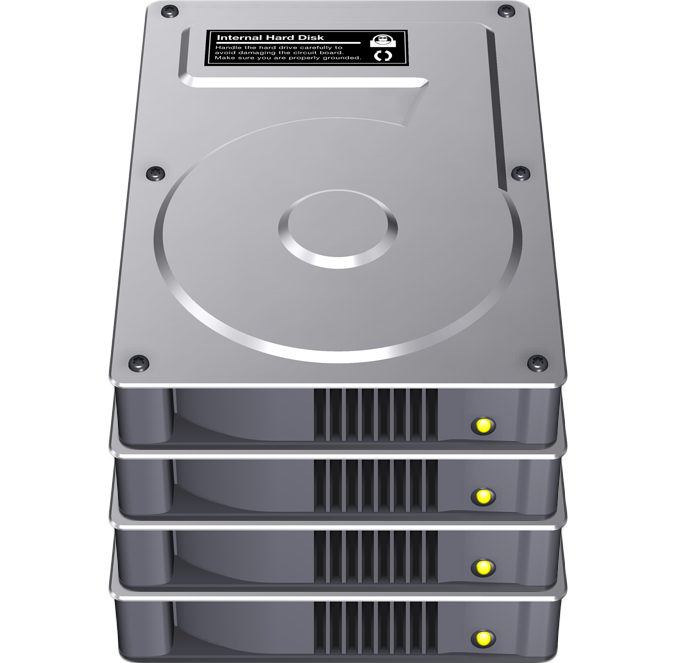 Internal Hard Disk
Handle the hard drive carefully to
avoid damaging the circuit board.
Make sure you are properly grounded.